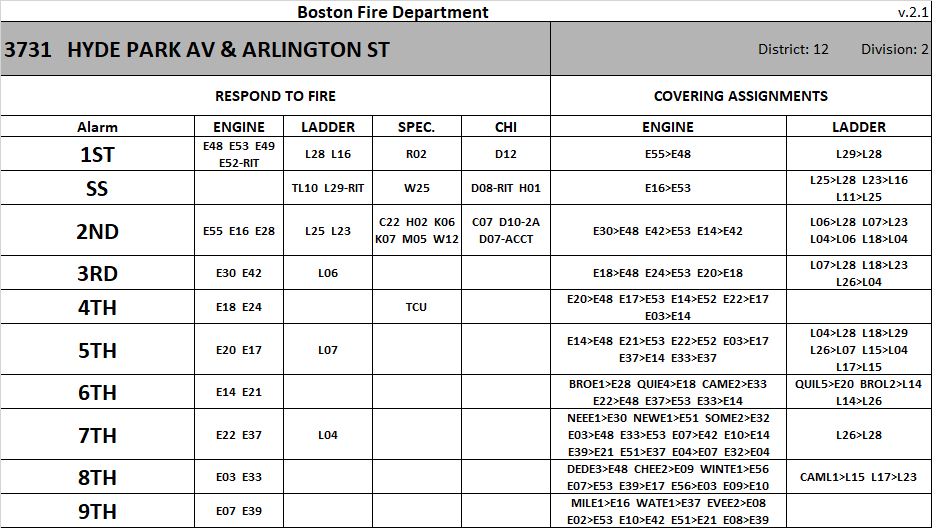 Boston Fire Department v.2.1
3731 HYDE PARK AV & ARLINGTON ST District: 12 Division: 2
RESPOND TO FIRE COVERING ASSIGNMENTS
Alarm ENGINE LADDER SPEC. CHI ENGINE LADDER
1ST
E48 E53 E49
E52-RIT
L28 L16
R02
D12
E55>E48
L29>L28
SS
TL10 L29-RIT
W25
D08-RIT H01
E16>E53
L25>L28 L23>L16
L11>L25
2ND
E55 E16 E28
L25 L23
C22 H02 K06
K07 M05 W12
C07 D10-2A
D07-ACCT
E30>E48 E42>E53 E14>E42
L06>L28 L07>L23
L04>L06 L18>L04
3RD
E30 E42
L06
E18>E48 E24>E53 E20>E18
L07>L28 L18>L23
L26>L04
4TH
E18 E24
TCU
E20>E48 E17>E53 E14>E52 E22>E17
E03>E14
5TH
E20 E17
L07
E14>E48 E21>E53 E22>E52 E03>E17
E37>E14 E33>E37
L04>L28 L18>L29
L26>L07 L15>L04
L17>L15
6TH
E14 E21
BROE1>E28 QUIE4>E18 CAME2>E33
E22>E48 E37>E53 E33>E14
QUIL5>E20 BROL2>L14
L14>L26
7TH
E22 E37
L04
NEEE1>E30 NEWE1>E51 SOME2>E32
E03>E48 E33>E53 E07>E42 E10>E14
E39>E21 E51>E37 E04>E07 E32>E04
L26>L28
8TH
E03 E33
DEDE3>E48 CHEE2>E09 WINTE1>E56
E07>E53 E39>E17 E56>E03 E09>E10
CAML1>L15 L17>L23
9TH
E07 E39
MILE1>E16 WATE1>E37 EVEE2>E08
E02>E53 E10>E42 E51>E21 E08>E39